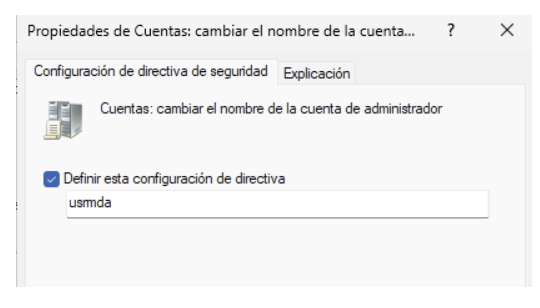 Propiedades de Cuentas: cambiar el nombre de la cuenta... ? ×
Configuración de directiva de seguridad Explicación
Cuentas: cambiar el nombre de la cuenta de administrador
Definir esta configuración de directiva
usrmda